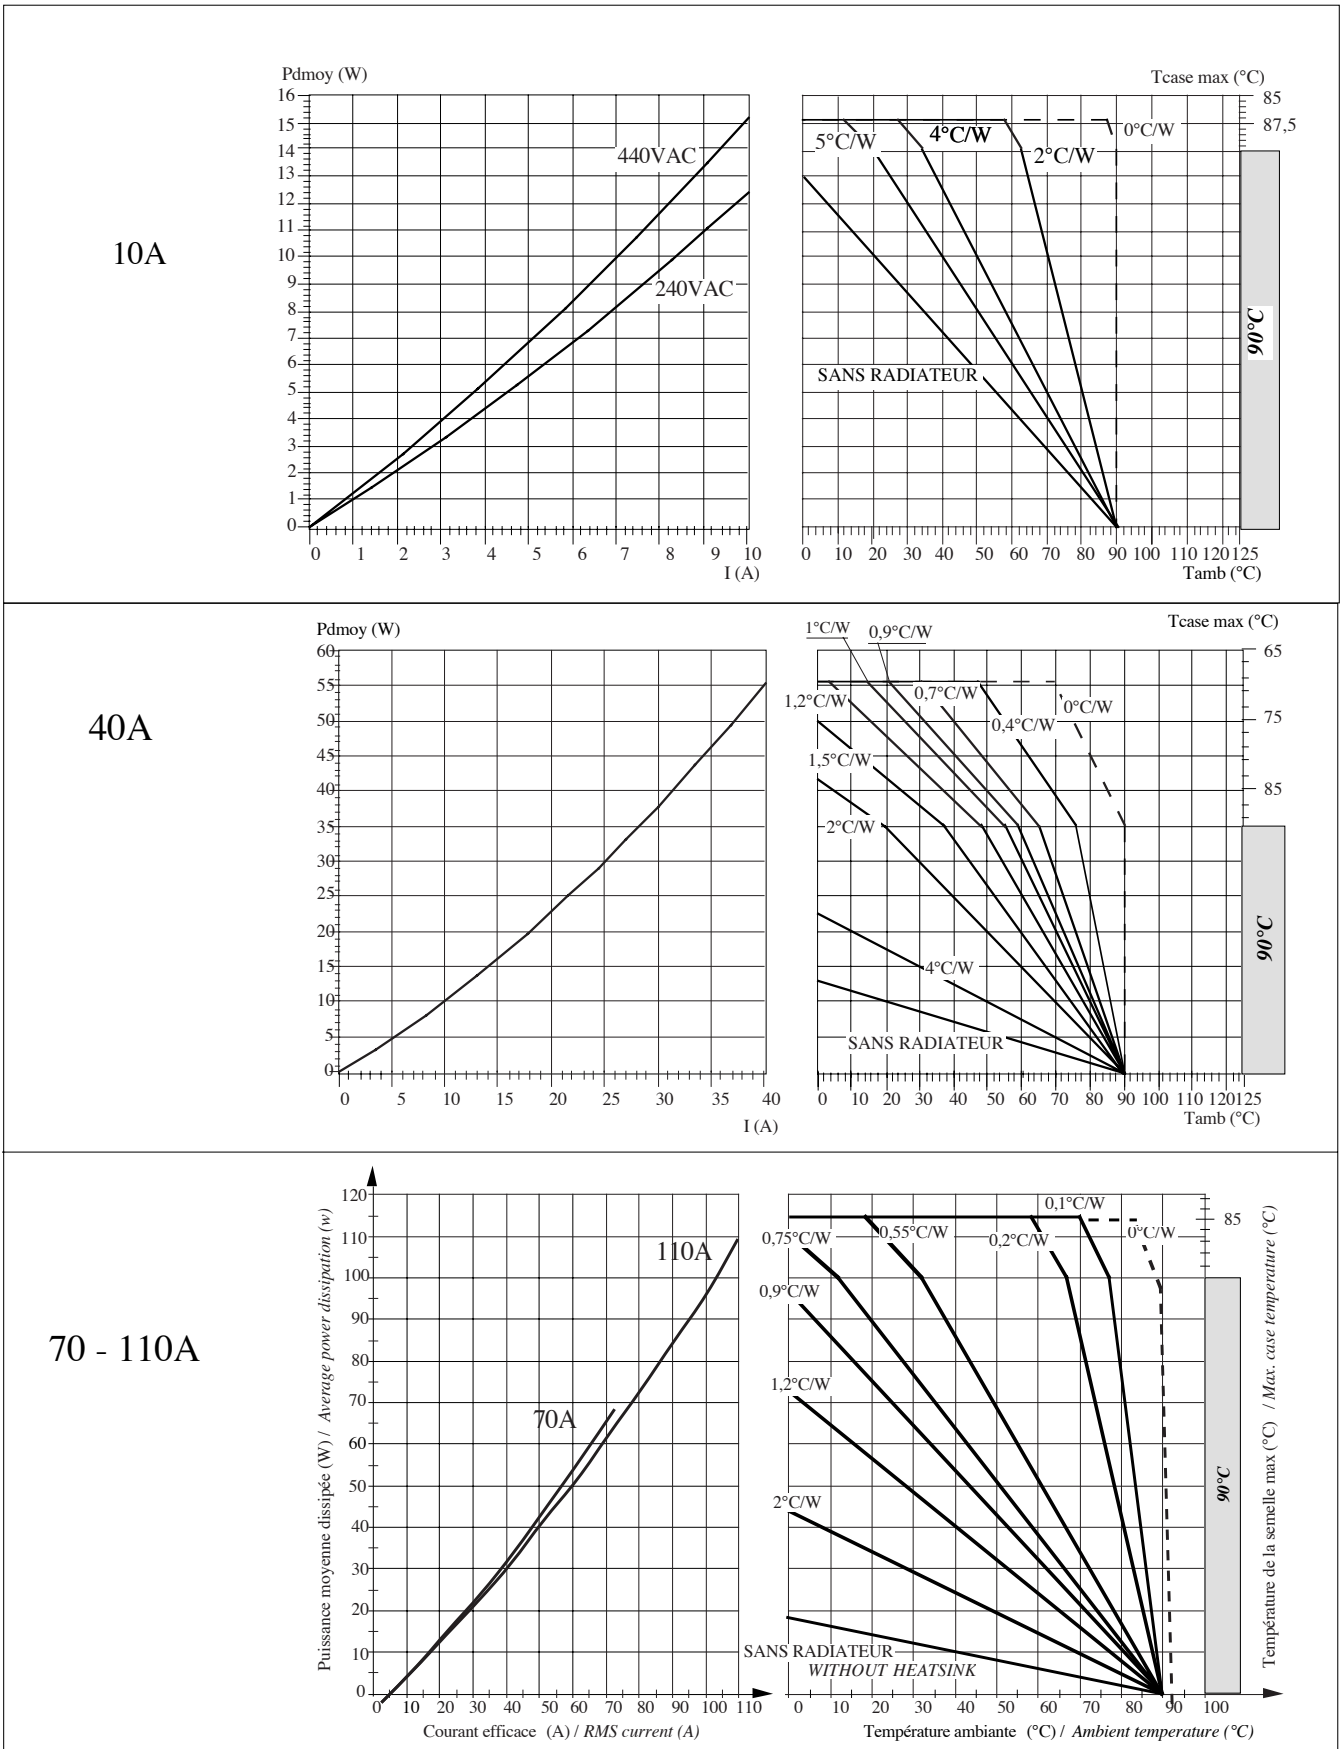 10A
Pdmoy (W)
16
15
14
13
12
11
10
9
8
7
6
5
4
3
2
1
0
440VAC
240VAC
0 1 2 3 4 5 6 7 8 9 10
I (A)
Tcase max (°C)
85
87,5
90°C
5°C/W
4°C/W
2°C/W
0°C/W
SANS RADIATEUR
0 10 20 30 40 50 60 70 80 90 100 110 120 125
Tamb (°C)
40A
Pdmoy (W)
60
55
50
45
40
35
30
25
20
15
10
5
0
0 5 10 15 20 25 30 35 40
I (A)
Tcase max (°C)
65
75
85
90°C
1°C/W
0,9°C/W
1,2°C/W
0,7°C/W
0,4°C/W
0°C/W
1,5°C/W
2°C/W
4°C/W
SANS RADIATEUR
0 10 20 30 40 50 60 70 80 90 100 110 120 125
Tamb (°C)
70 - 110A
Puissance moyenne dissipée (W) / Average power dissipation (w)
120
110
100
90
80
70
60
50
40
30
20
10
0
110A
70A
0 10 20 30 40 50 60 70 80 90 100 110
Courant efficace (A) / RMS current (A)
0,1°C/W
0,75°C/W
0,55°C/W
0,2°C/W
0°C/W
0,9°C/W
1,2°C/W
2°C/W
SANS RADIATEUR
WITHOUT HEATSINK
85
90°C
Température de la semelle max (°C) / Max. case temperature (°C)
0 10 20 30 40 50 60 70 80 90 100
Température ambiante (°C) / Ambient temperature (°C)